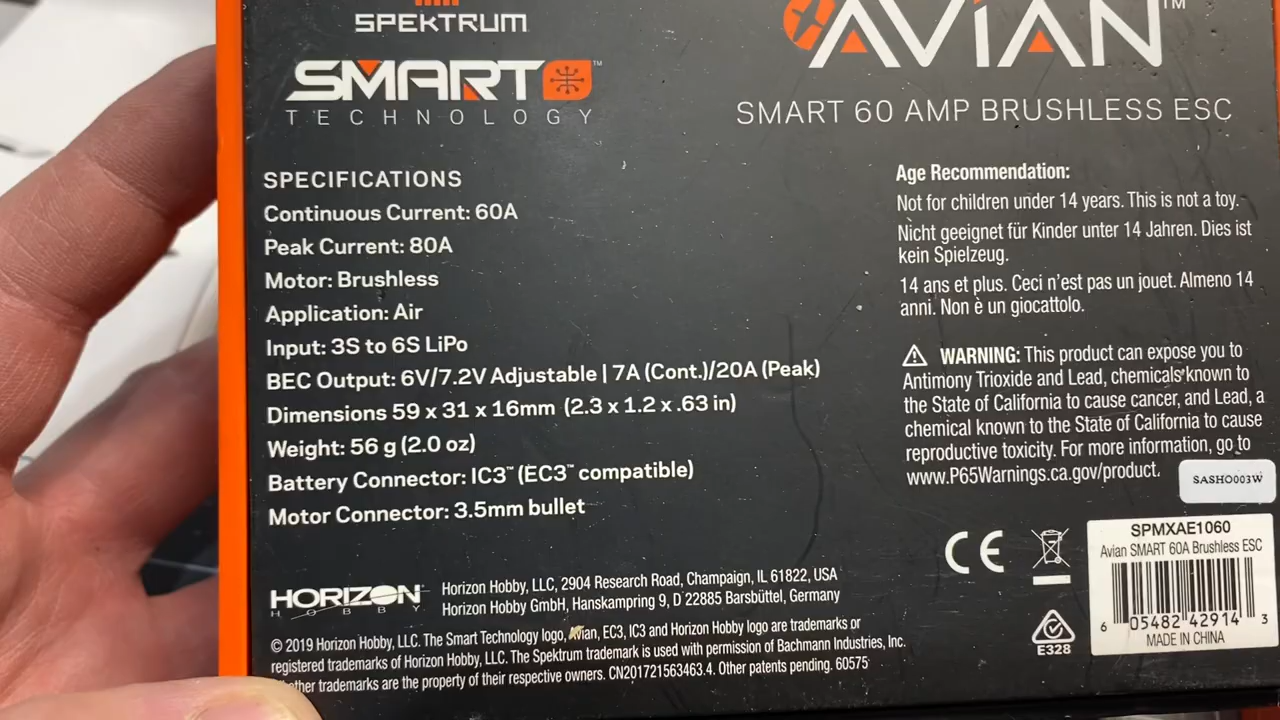 SPEKTRUM
SMART™
TECHNOLOGY
AVIAN™
SMART 60 AMP BRUSHLESS ESC
SPECIFICATIONS
Continuous Current: 60A
Peak Current: 80A
Motor: Brushless
Application: Air
Input: 3S to 6S LiPo
BEC Output: 6V/7.2V Adjustable | 7A (Cont.)/20A (Peak)
Dimensions 59 x 31 x 16mm (2.3 x 1.2 x .63 in)
Weight: 56 g (2.0 oz)
Battery Connector: IC3™ (EC3™ compatible)
Motor Connector: 3.5mm bullet
Age Recommendation:
Not for children under 14 years. This is not a toy.
Nicht geeignet für Kinder unter 14 Jahren. Dies ist
kein Spielzeug.
14 ans et plus. Ceci n'est pas un jouet. Almeno 14
anni. Non è un giocattolo.
WARNING: This product can expose you to
Antimony Trioxide and Lead, chemicals known to
the State of California to cause cancer, and Lead, a
chemical known to the State of California to cause
reproductive toxicity. For more information, go to
www.P65Warnings.ca.gov/product.
SASHO003W
CE
E328
SPMXAE1060
Avian SMART 60A Brushless ESC
6 05482 42914 3
MADE IN CHINA
HORIZON®
HOBBY
Horizon Hobby, LLC, 2904 Research Road, Champaign, IL 61822, USA
Horizon Hobby GmbH, Hanskampring 9, D 22885 Barsbüttel, Germany
© 2019 Horizon Hobby, LLC. The Smart Technology logo, Avian, EC3, IC3 and Horizon Hobby logo are trademarks or
registered trademarks of Horizon Hobby, LLC. The Spektrum trademark is used with permission of Bachmann Industries, Inc.
other trademarks are the property of their respective owners. CN201721563463.4. Other patents pending. 60575